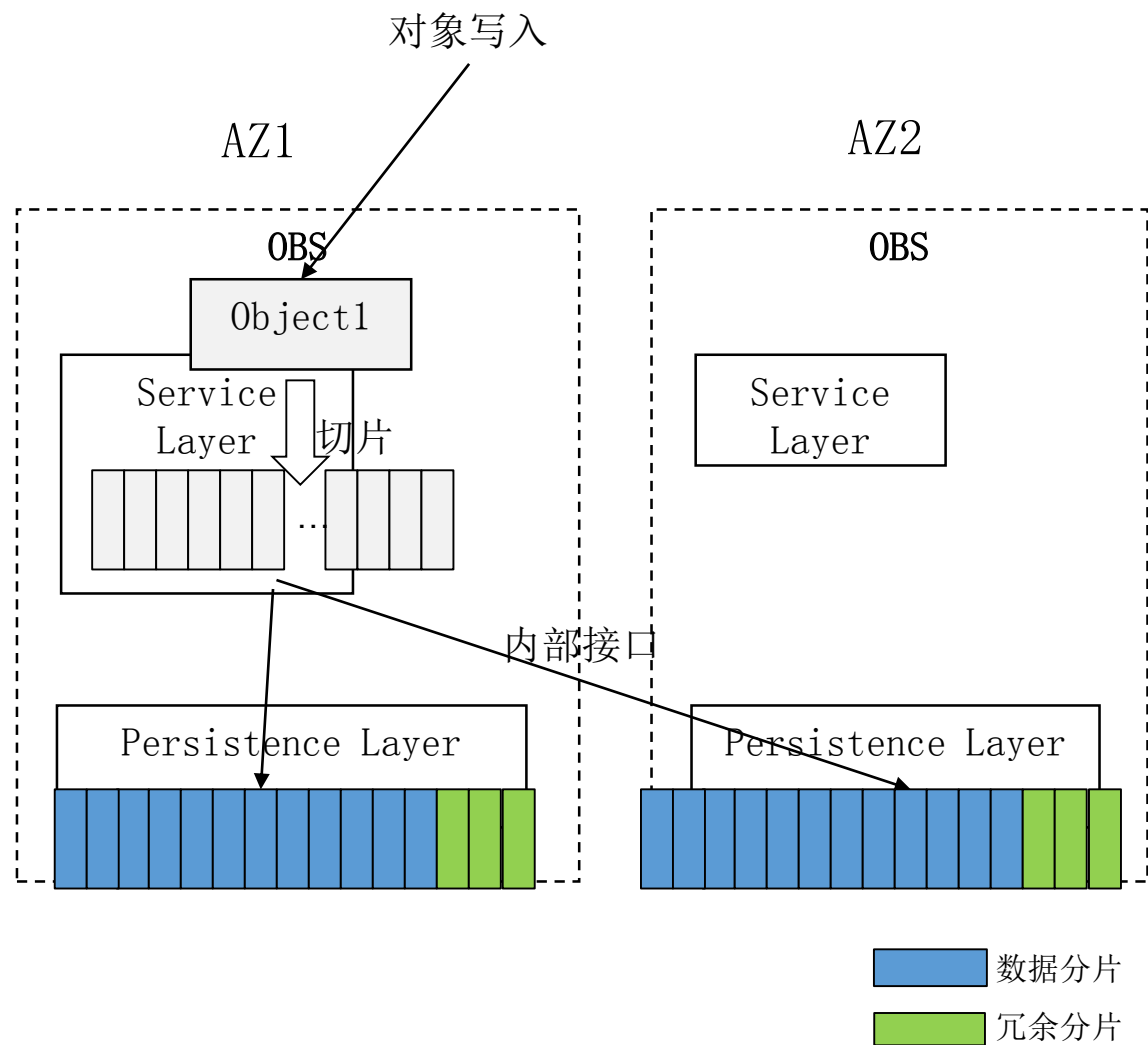 对象写入
AZ1
AZ2
OBS
OBS
Object1
Service
Layer
切片
...
Service
Layer
内部接口
Persistence Layer
Persistence Layer
数据分片
冗余分片